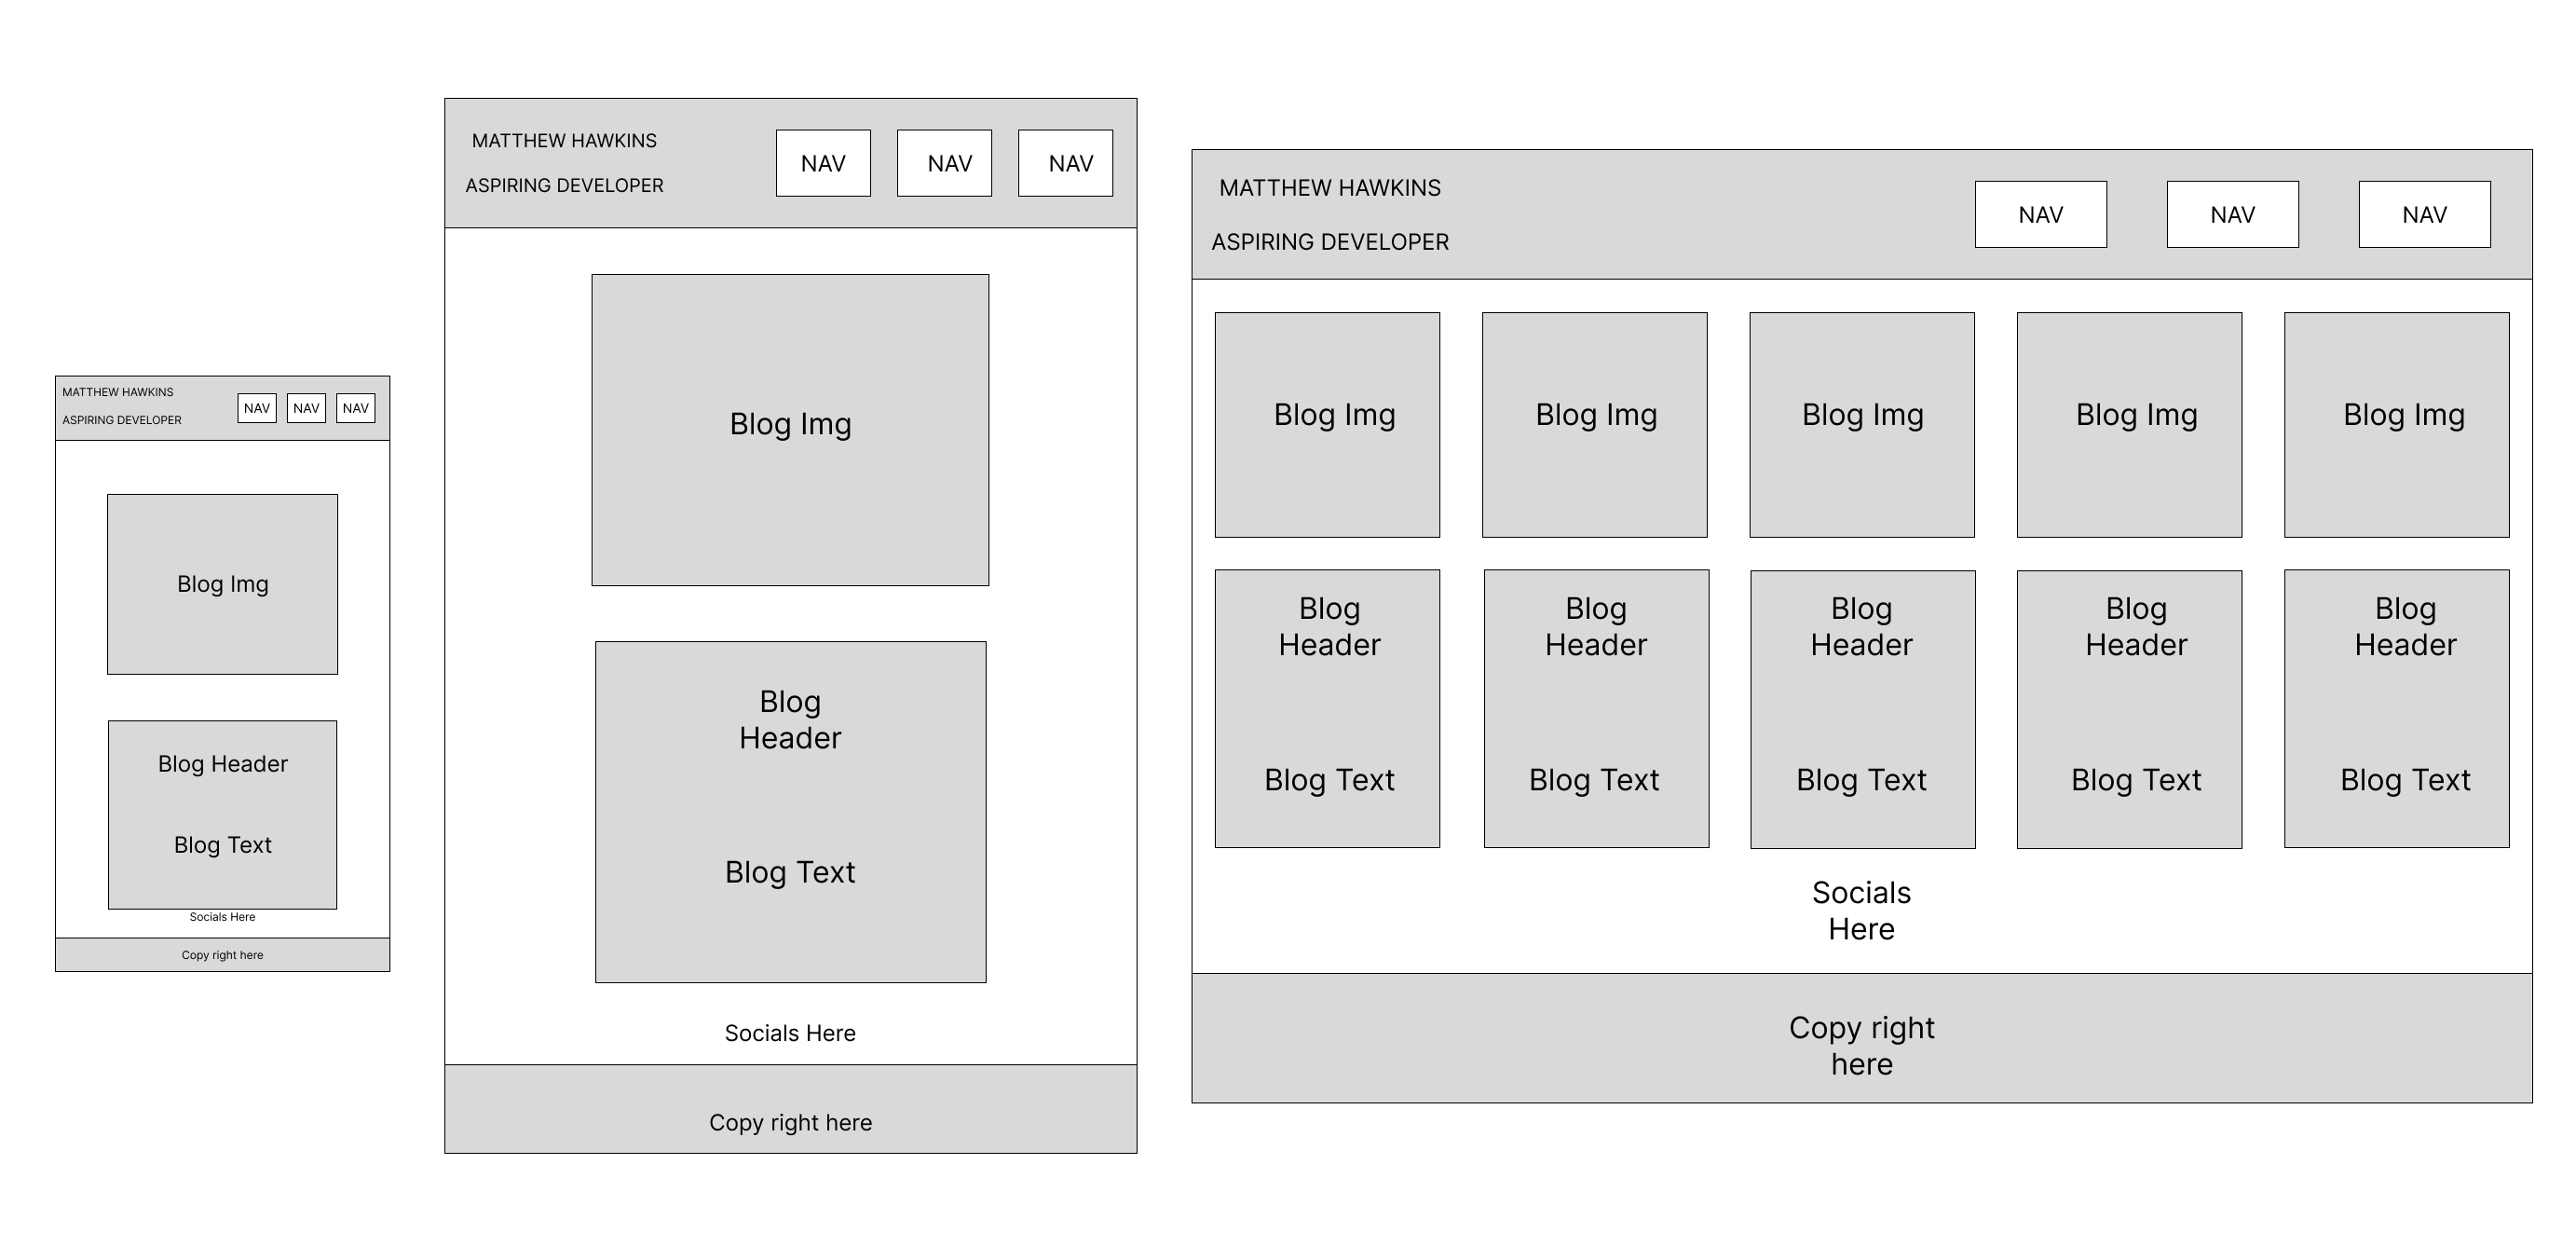 MATTHEW HAWKINS
ASPIRING DEVELOPER
NAV
NAV
NAV
Blog Img
Blog Header
Blog Text
Socials Here
Copy right here
MATTHEW HAWKINS
ASPIRING DEVELOPER
NAV
NAV
NAV
Blog Img
Blog
Header
Blog Text
Socials Here
Copy right here
MATTHEW HAWKINS
ASPIRING DEVELOPER
NAV
NAV
NAV
Blog Img
Blog Img
Blog Img
Blog Img
Blog Img
Blog
Header
Blog Text
Blog
Header
Blog Text
Blog
Header
Blog Text
Blog
Header
Blog Text
Blog
Header
Blog Text
Socials
Here
Copy right
here